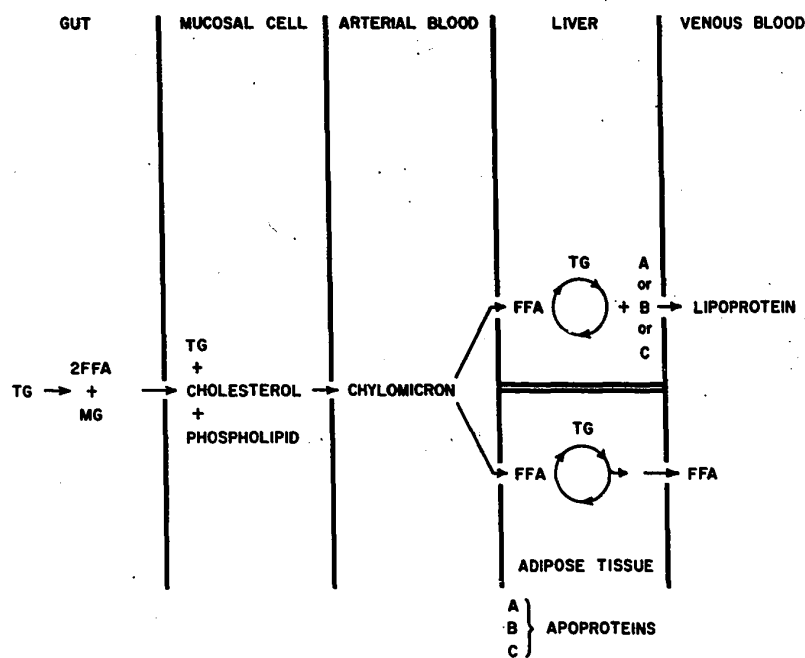 GUT MUCOSAL CELL ARTERIAL BLOOD LIVER VENOUS BLOOD
TG A
or
FFA + B LIPOPROTEIN
or
C
TG
+
2FFA
TG + CHOLESTEROL CHYLOMICRON
MG +
PHOSPHOLIPID
TG
FFA FFA
ADIPOSE TISSUE
A
B } APOPROTEINS
C